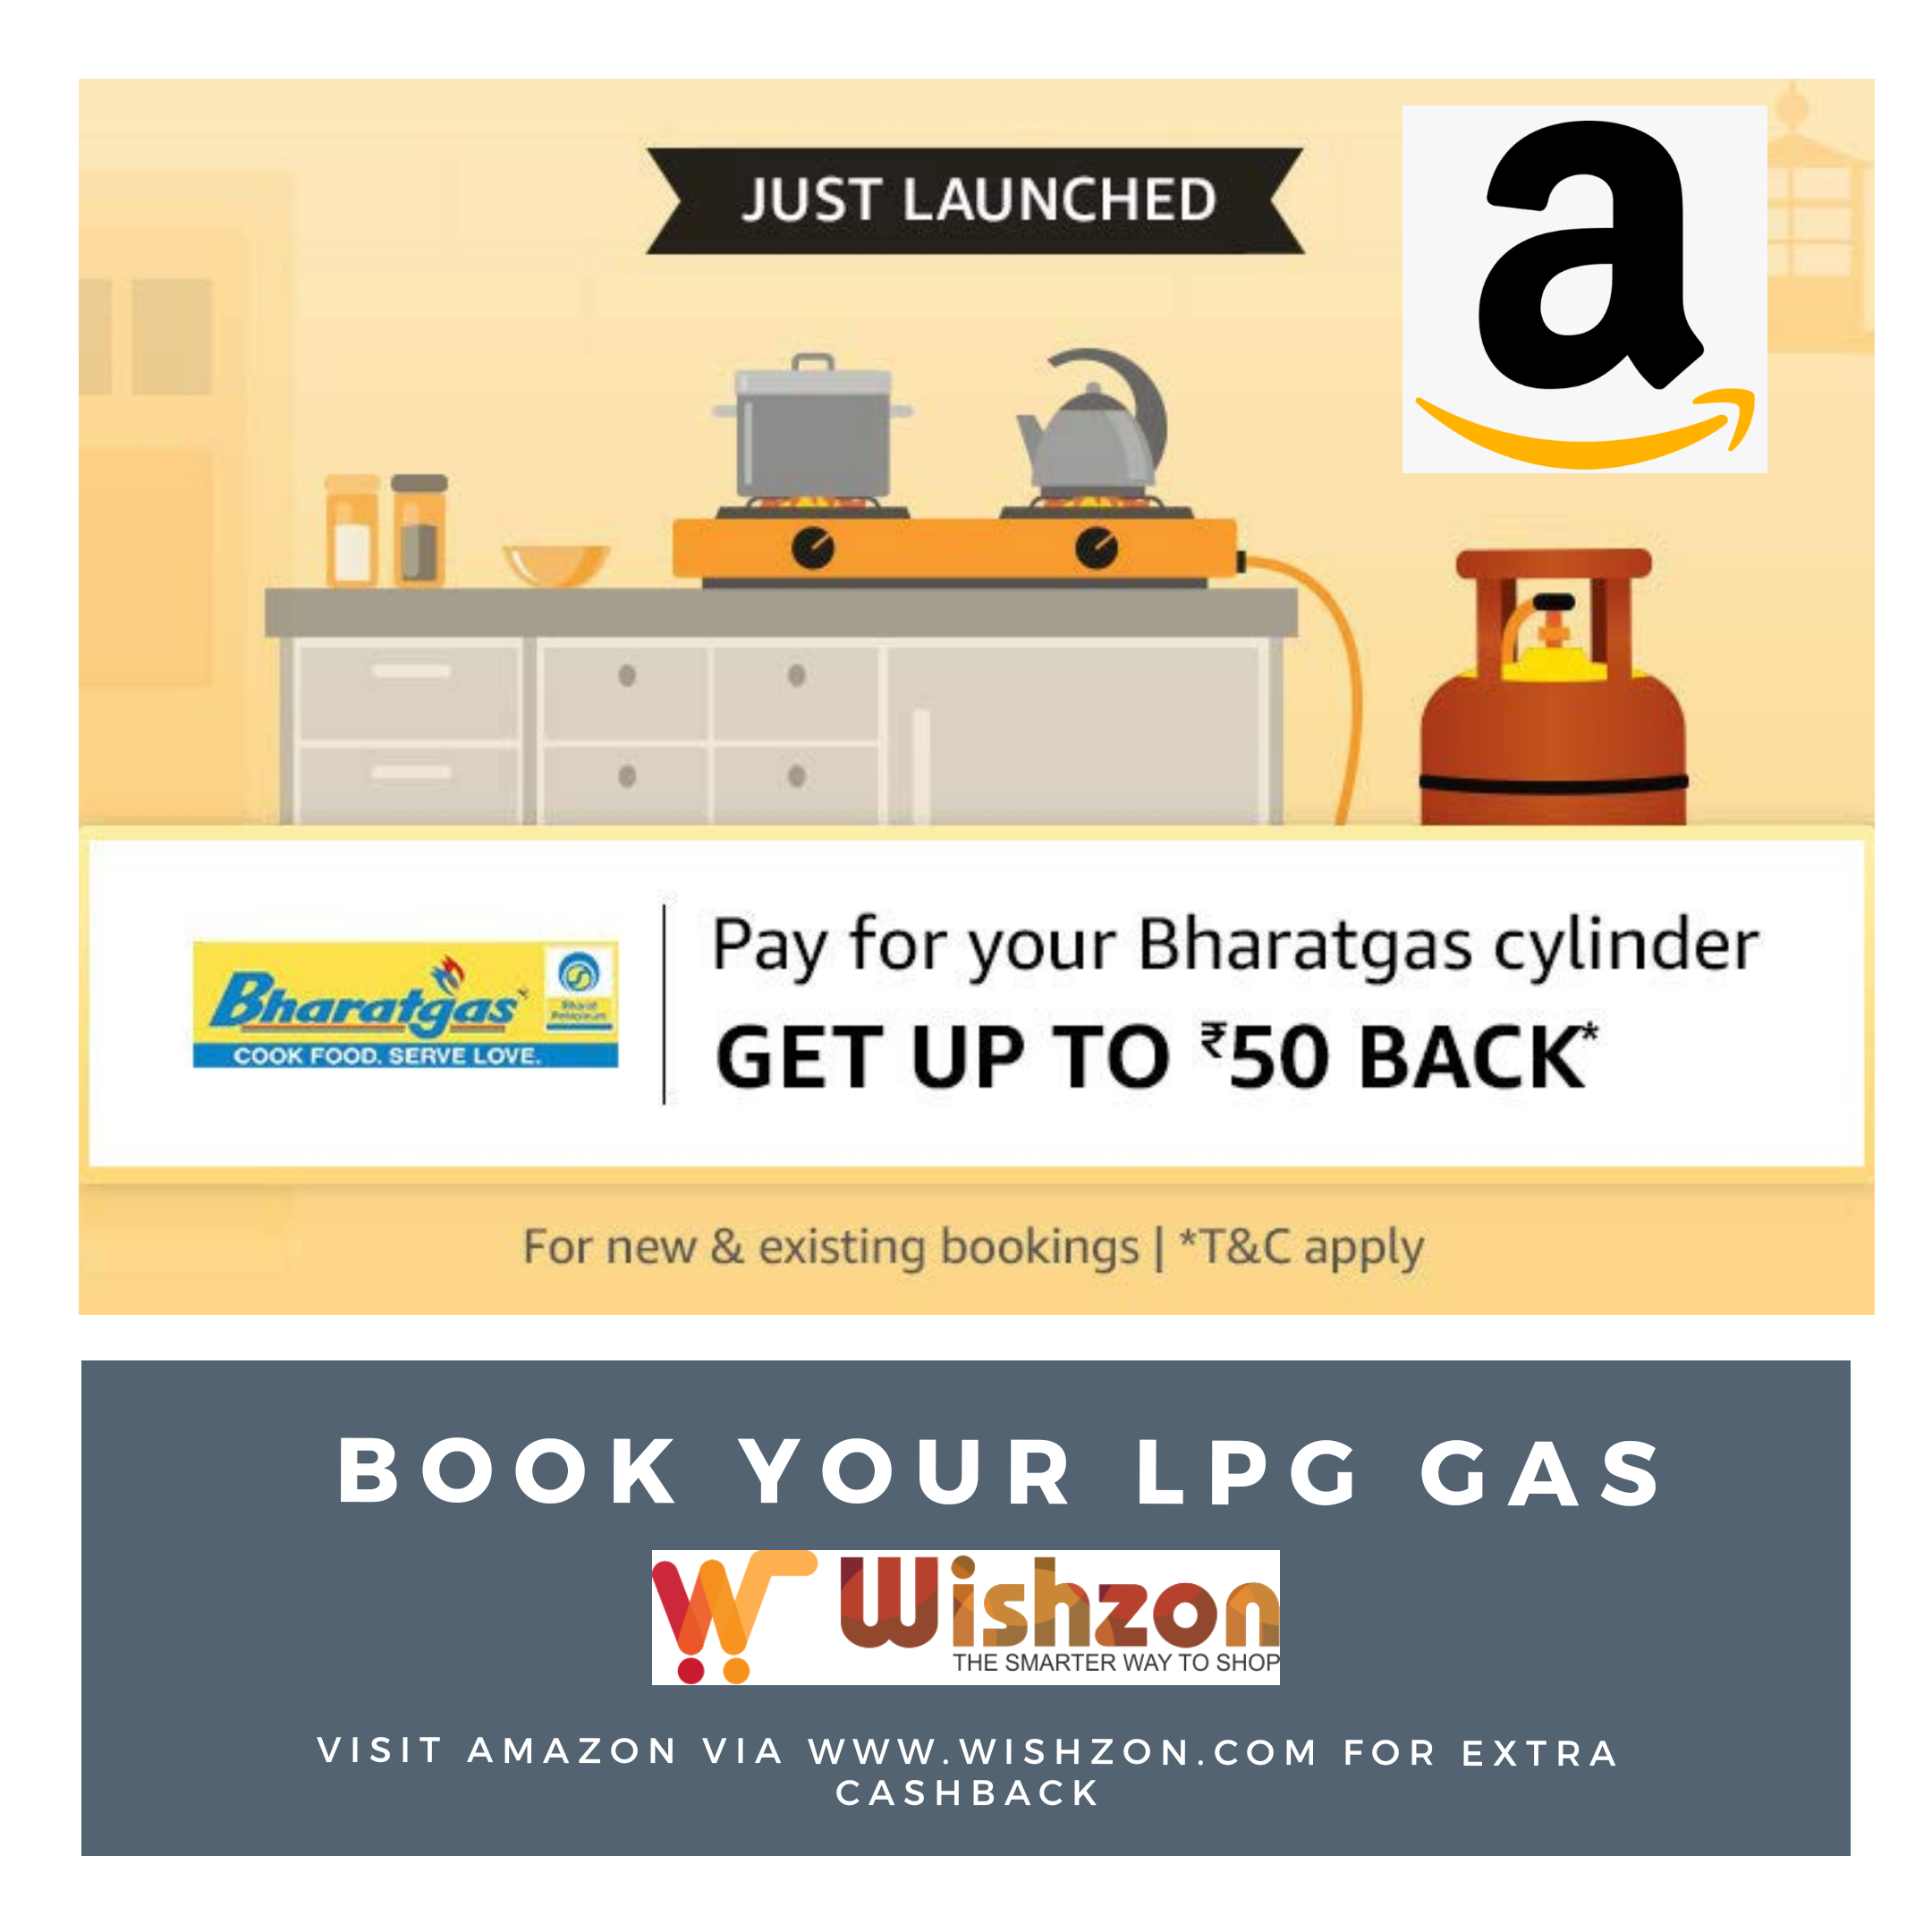 JUST LAUNCHED
a
Bharatgas
Bharat
Petroleum
COOK FOOD. SERVE LOVE.
Pay for your Bharatgas cylinder
GET UP TO ₹50 BACK*
For new & existing bookings | *T&C apply
BOOK YOUR LPG GAS
Wishzon
THE SMARTER WAY TO SHOP
VISIT AMAZON VIA WWW.WISHZON.COM FOR EXTRA
CASHBACK